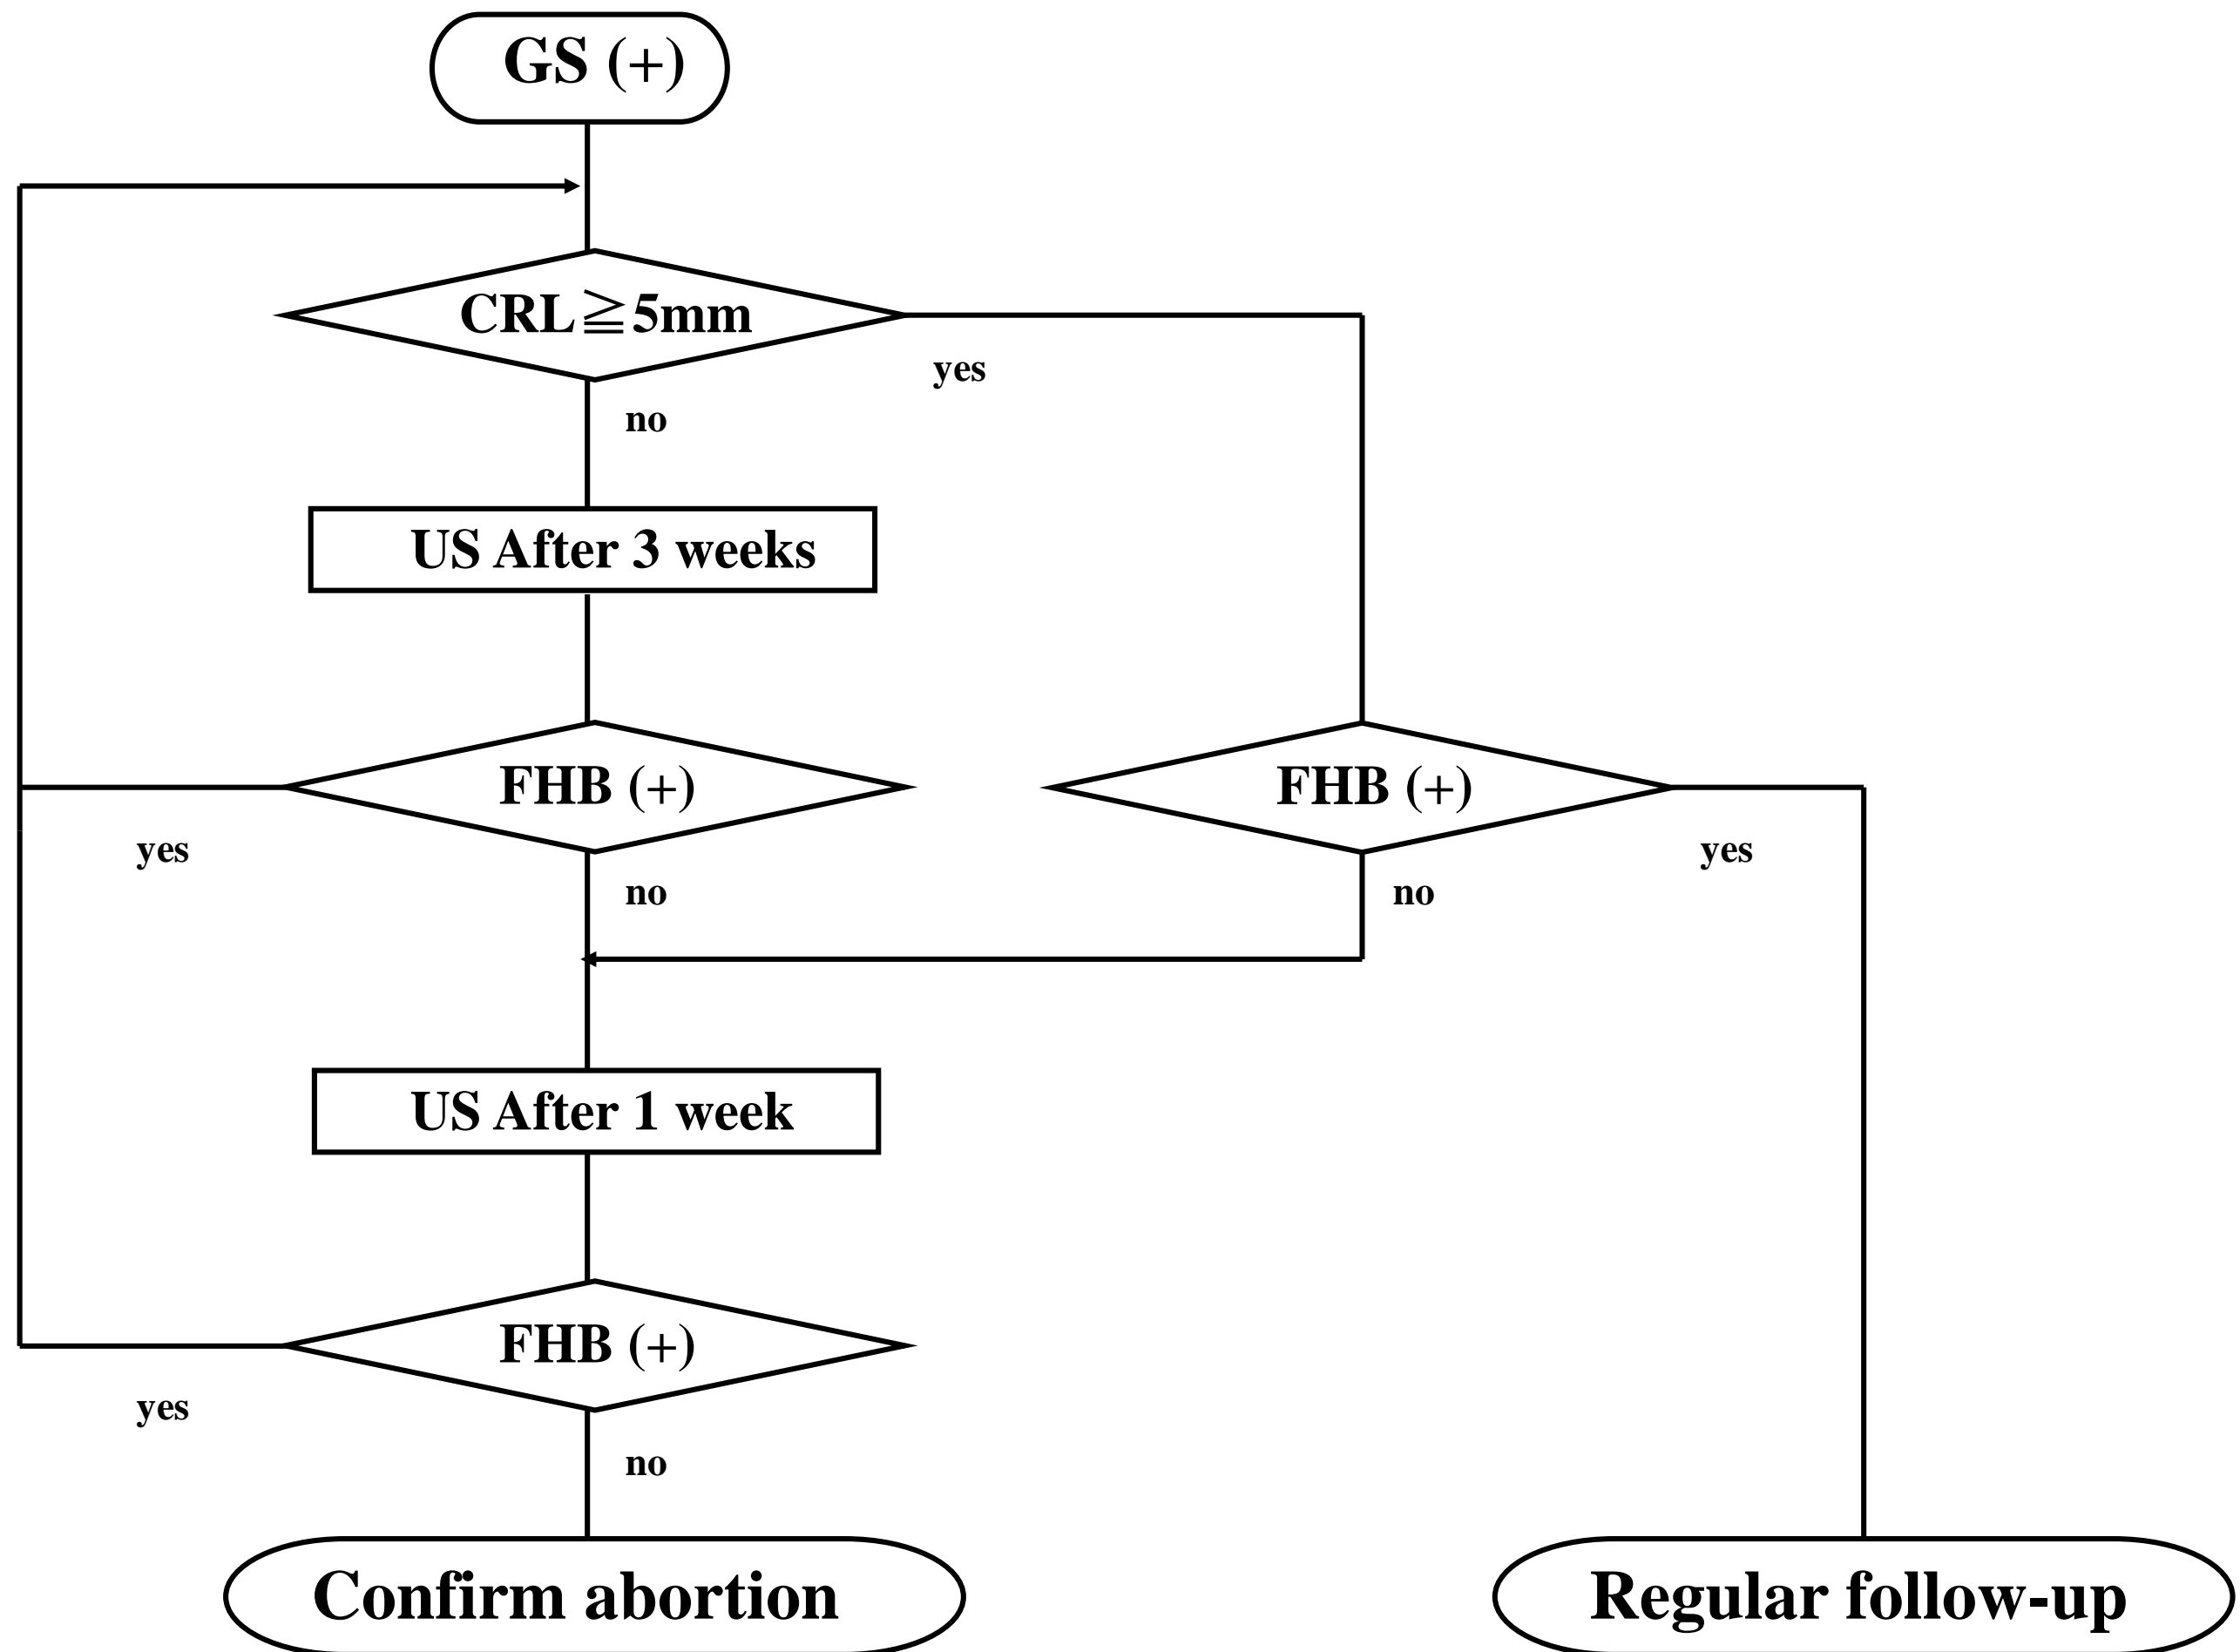 GS (+)
CRL≧5mm
yes
no
US After 3 weeks
FHB (+)
FHB (+)
yes
no
no
yes
US After 1 week
FHB (+)
yes
no
Confirm abortion
Regular follow-up